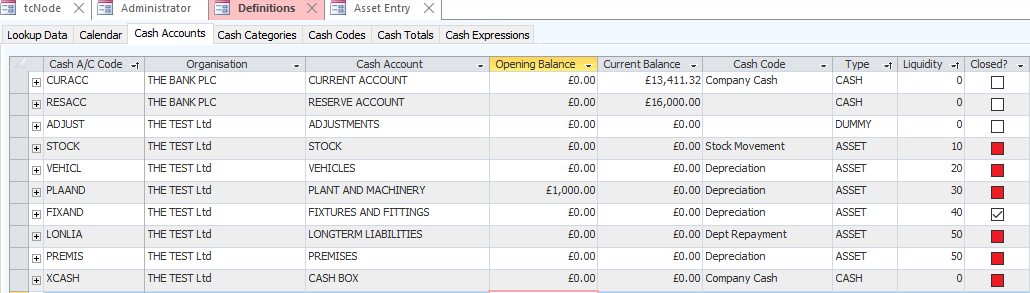 tcNode Administrator Definitions Asset Entry
Lookup Data Calendar Cash Accounts Cash Categories Cash Codes Cash Totals Cash Expressions
Cash A/C Code Organisation Cash Account Opening Balance Current Balance Cash Code Type Liquidity Closed?
CURACC THE BANK PLC CURRENT ACCOUNT £0.00 £13,411.32 Company Cash CASH 0
RESACC THE BANK PLC RESERVE ACCOUNT £0.00 £16,000.00 CASH 0
ADJUST THE TEST Ltd ADJUSTMENTS £0.00 £0.00 DUMMY 0
STOCK THE TEST Ltd STOCK £0.00 £0.00 Stock Movement ASSET 10
VEHICL THE TEST Ltd VEHICLES £0.00 £0.00 Depreciation ASSET 20
PLAAND THE TEST Ltd PLANT AND MACHINERY £1,000.00 £0.00 Depreciation ASSET 30
FIXAND THE TEST Ltd FIXTURES AND FITTINGS £0.00 £0.00 Depreciation ASSET 40
LONLIA THE TEST Ltd LONGTERM LIABILITIES £0.00 £0.00 Dept Repayment ASSET 50
PREMIS THE TEST Ltd PREMISES £0.00 £0.00 Depreciation ASSET 50
XCASH THE TEST Ltd CASH BOX £0.00 £0.00 Company Cash CASH 0